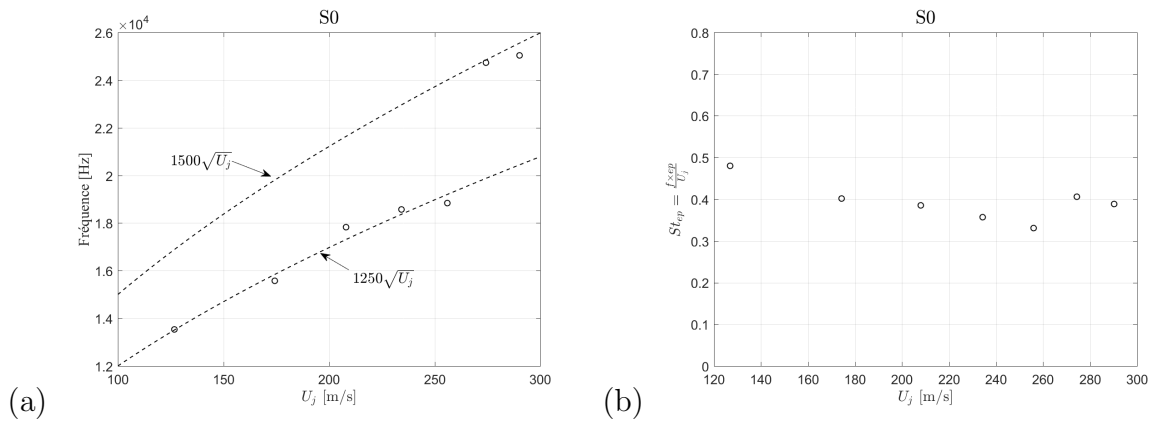 S0
×10⁴
2.6
2.4
2.2
2
1.8
1.6
1.4
1.2
Fréquence [Hz]
1500√U_j
1250√U_j
100 150 200 250 300
U_j [m/s]
(a)
S0
0.8
0.7
0.6
0.5
0.4
0.3
0.2
0.1
0
St_ep = f×ep/U_j
120 140 160 180 200 220 240 260 280 300
U_j [m/s]
(b)